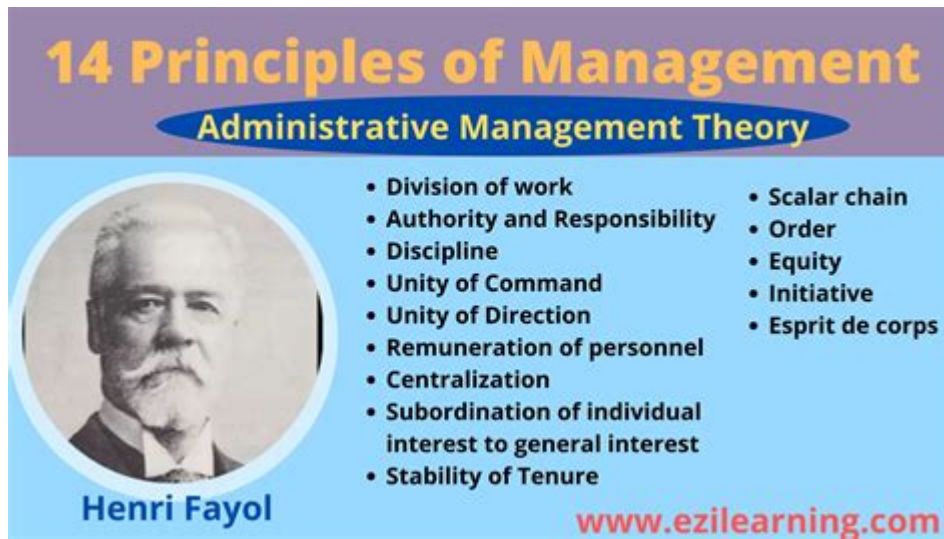 14 Principles of Management
Administrative Management Theory
• Division of work
• Authority and Responsibility
• Discipline
• Unity of Command
• Unity of Direction
• Remuneration of personnel
• Centralization
• Subordination of individual
interest to general interest
• Stability of Tenure
• Scalar chain
• Order
• Equity
• Initiative
• Esprit de corps
Henri Fayol
www.ezilearning.com